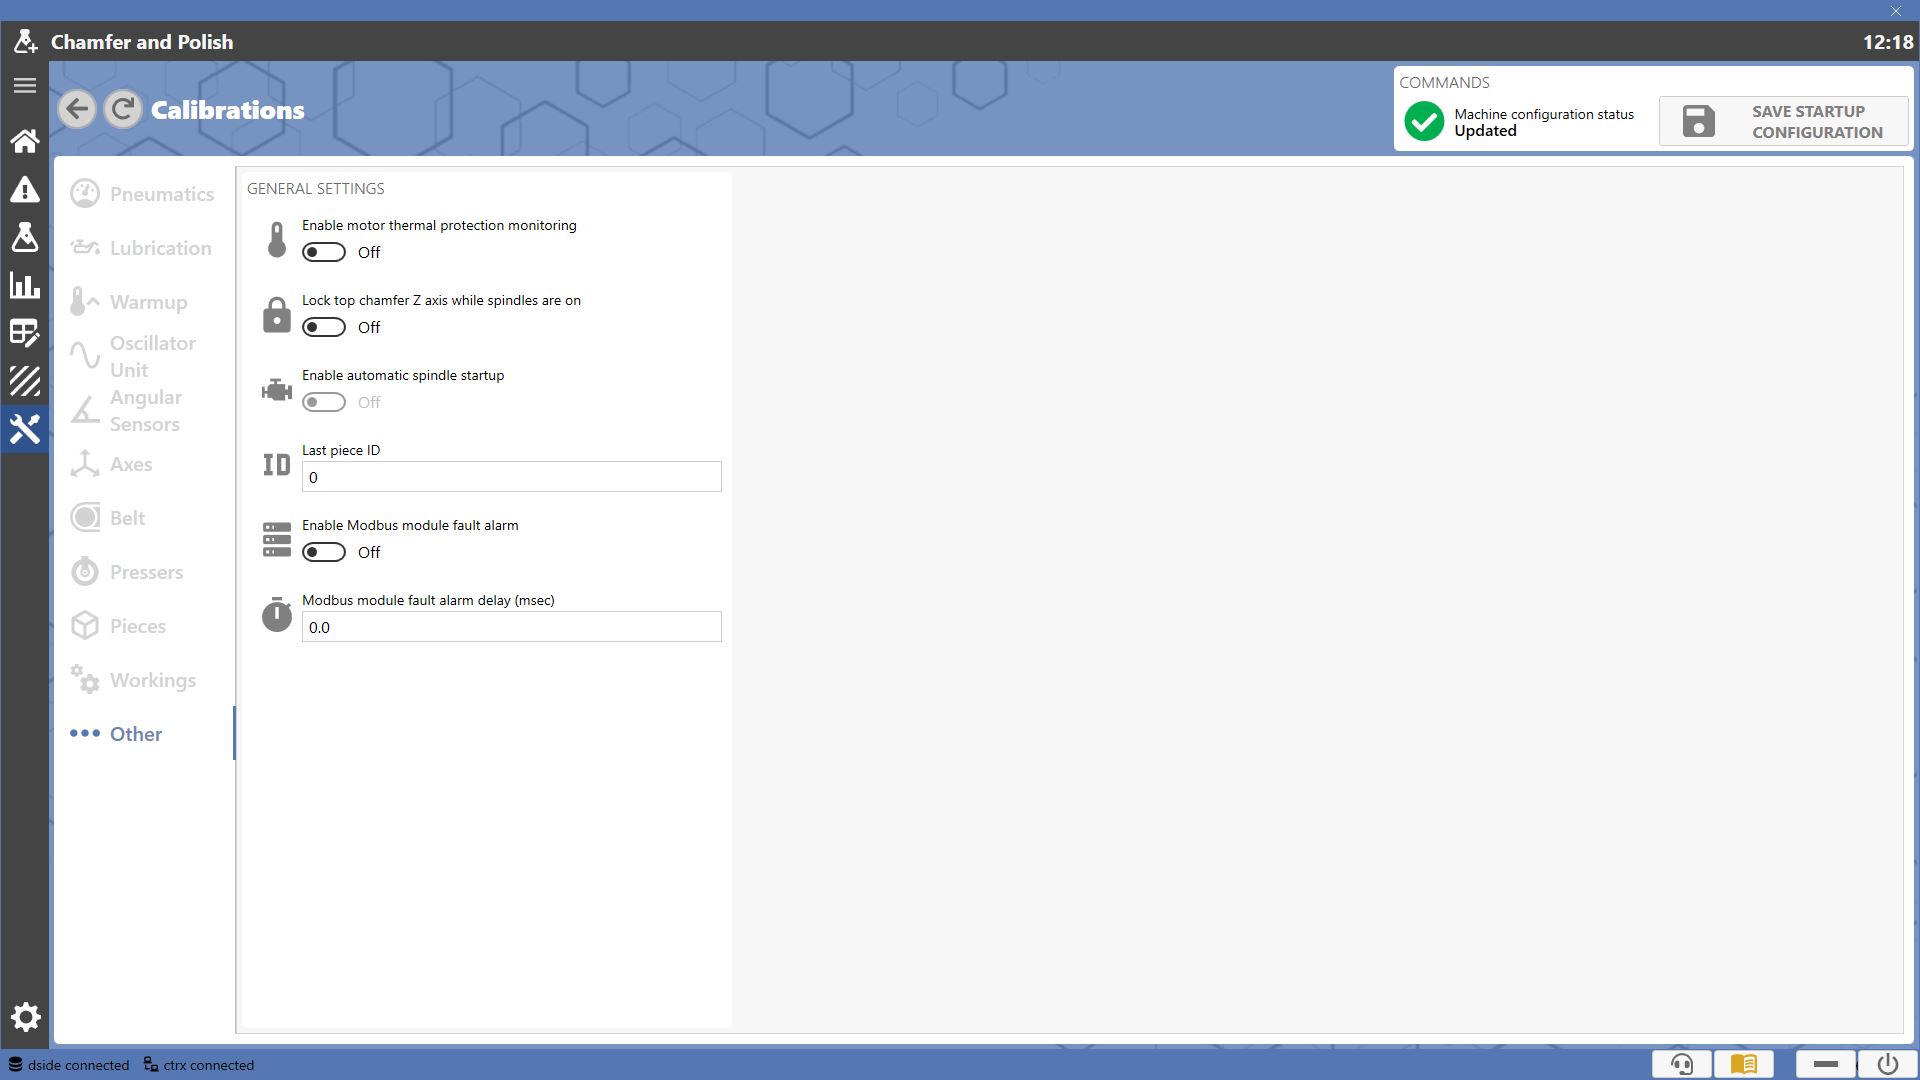 Chamfer and Polish
12:18
Calibrations
COMMANDS
Machine configuration status
Updated
SAVE STARTUP
CONFIGURATION
Pneumatics
Lubrication
Warmup
Oscillator
Unit
Angular
Sensors
Axes
Belt
Pressers
Pieces
Workings
Other
GENERAL SETTINGS
Enable motor thermal protection monitoring
Off
Lock top chamfer Z axis while spindles are on
Off
Enable automatic spindle startup
Off
ID
Last piece ID
0
Enable Modbus module fault alarm
Off
Modbus module fault alarm delay (msec)
0.0
dside connected
ctrx connected